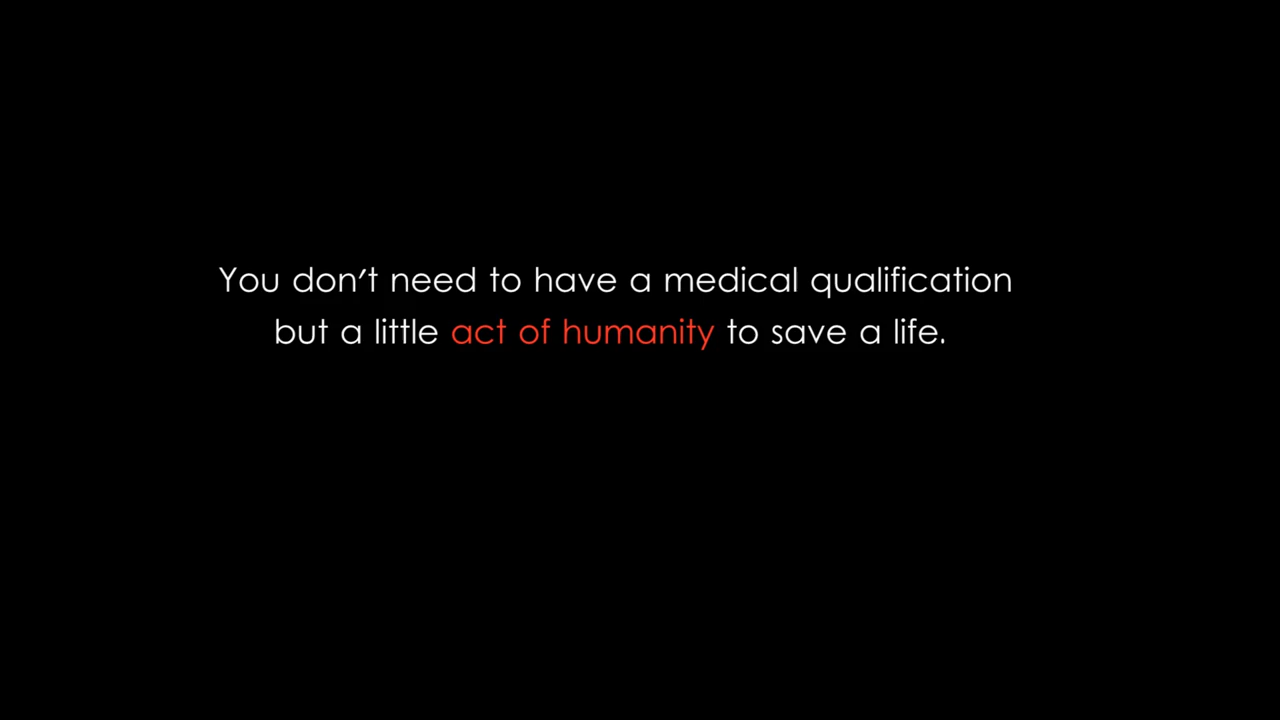 You don't need to have a medical qualification
but a little act of humanity to save a life.